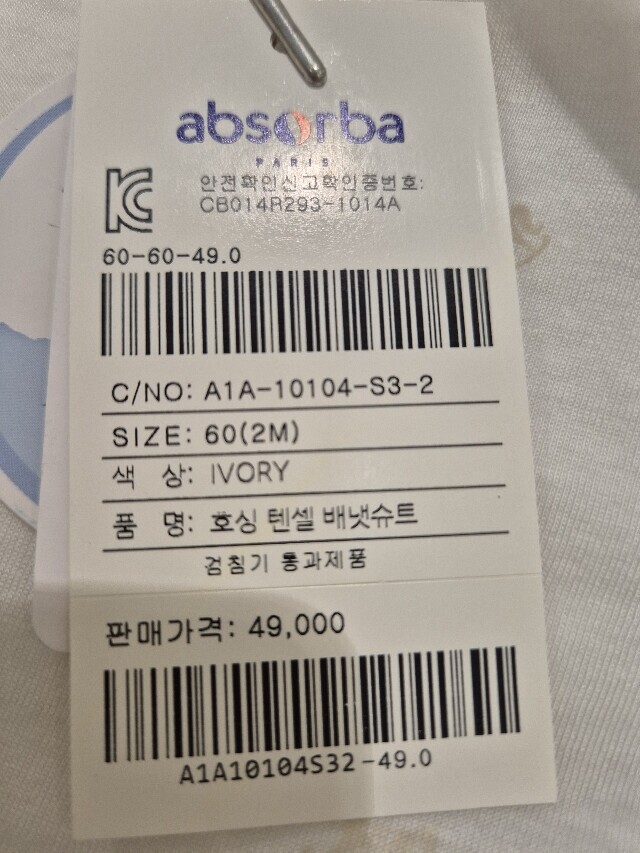 absorba
PARIS
안전확인신고확인증번호:
CB014R293-1014A
60-60-49.0
C/NO: A1A-10104-S3-2
SIZE: 60(2M)
색 상: IVORY
품 명: 호싱 텐셀 배냇슈트
검침기 통과제품
판매가격: 49,000
A1A10104S32-49.0